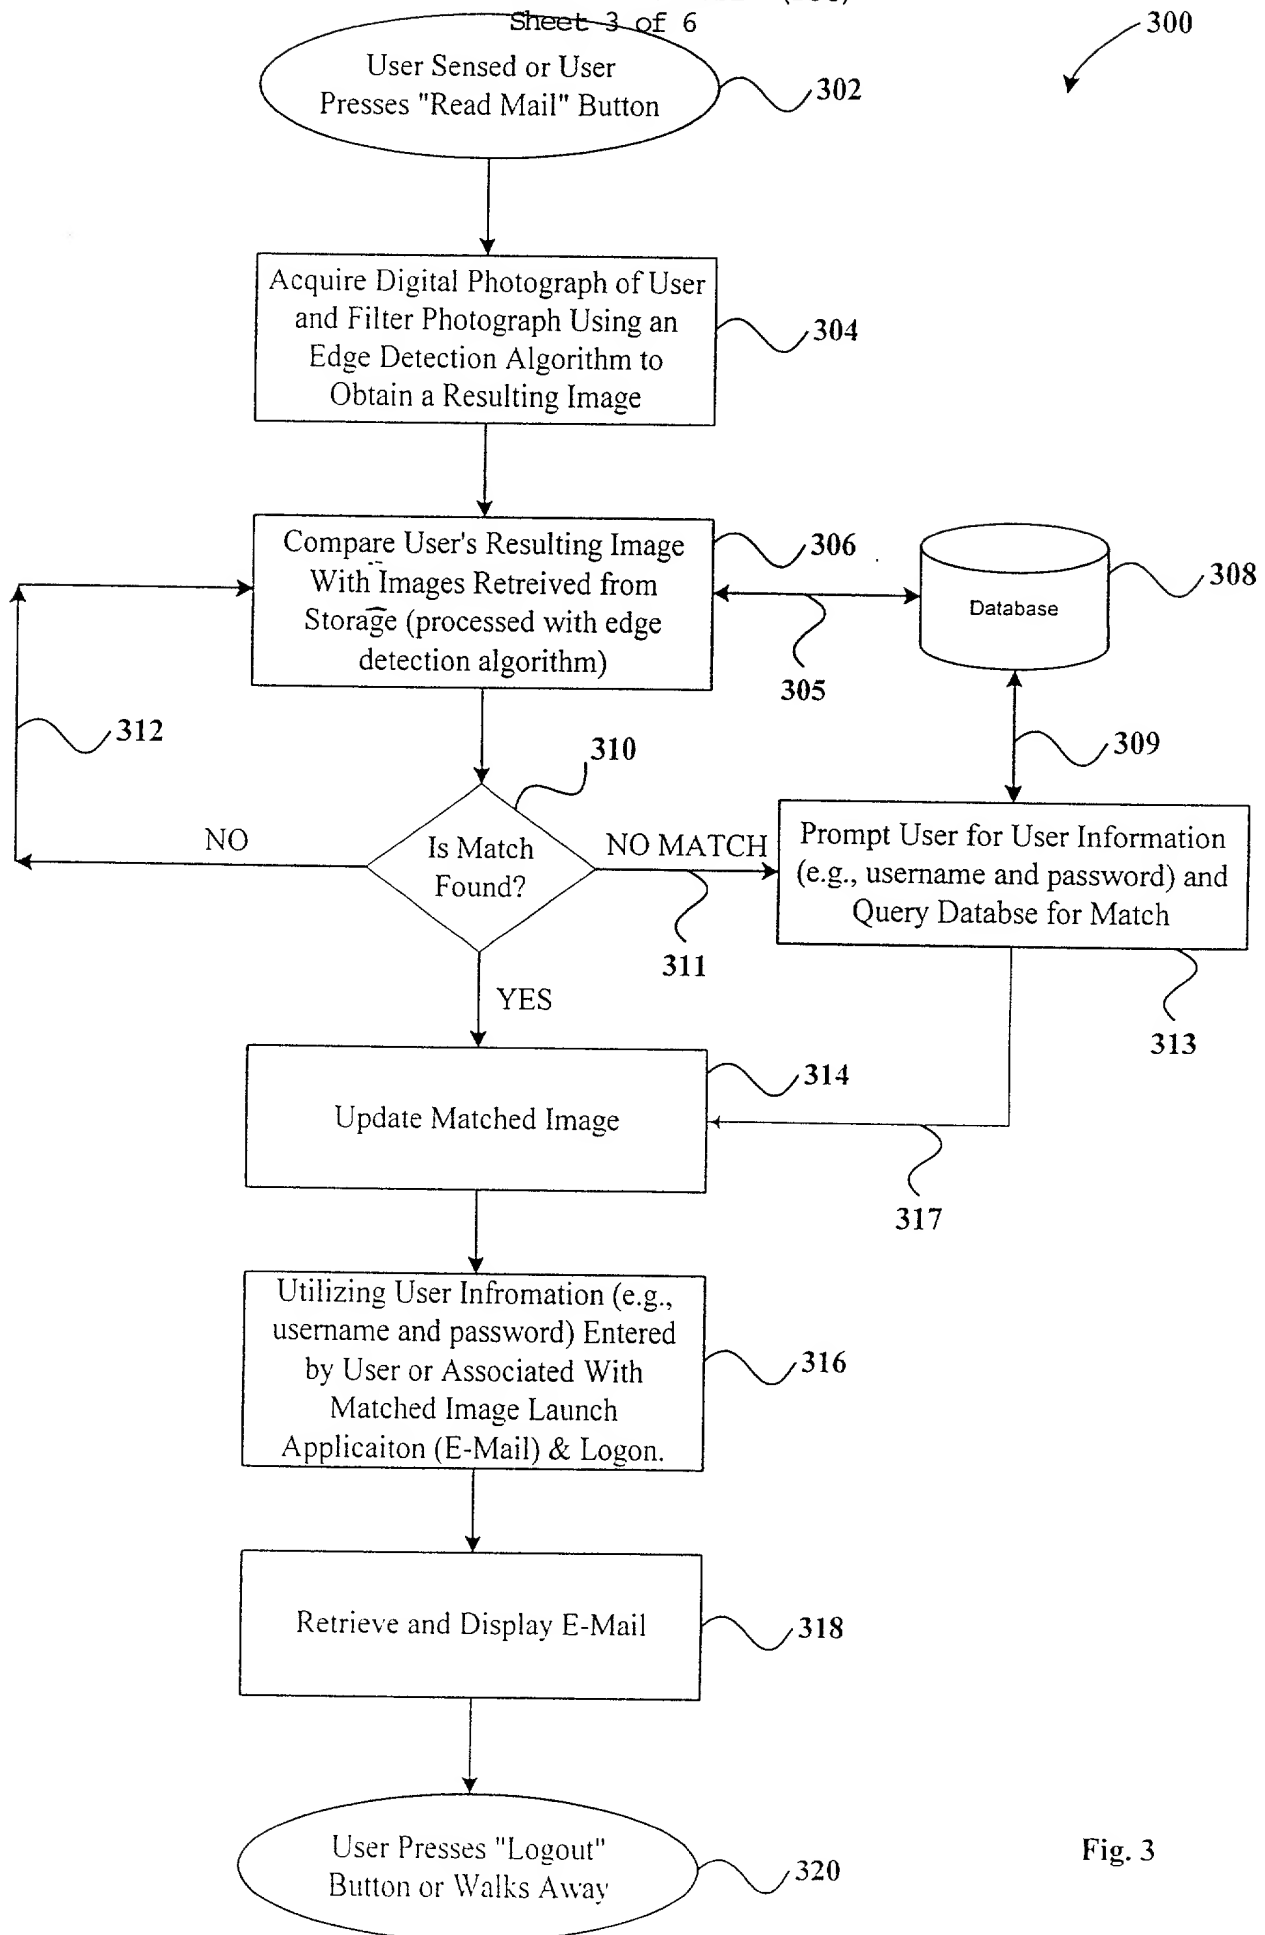 Sheet 3 of 6
300
User Sensed or User
Presses "Read Mail" Button
302
Acquire Digital Photograph of User
and Filter Photograph Using an
Edge Detection Algorithm to
Obtain a Resulting Image
304
Compare User's Resulting Image
With Images Retreived from
Storage (processed with edge
detection algorithm)
306
305
Database
308
309
312
310
NO
Is Match
Found?
NO MATCH
311
YES
Prompt User for User Information
(e.g., username and password) and
Query Databse for Match
313
Update Matched Image
314
317
Utilizing User Infromation (e.g.,
username and password) Entered
by User or Associated With
Matched Image Launch
Applicaiton (E-Mail) & Logon.
316
Retrieve and Display E-Mail
318
User Presses "Logout"
Button or Walks Away
320
Fig. 3